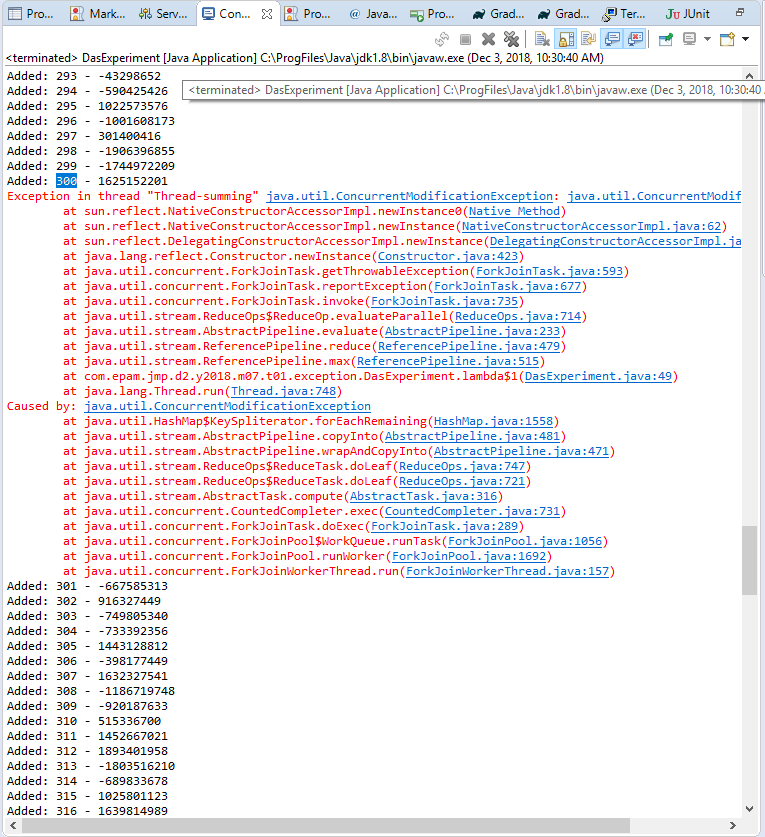 Pro... Mark... Serv... Con... Pro... @ Java... Pro... Grad... Grad... Ter... Ju JUnit
<terminated> DasExperiment [Java Application] C:\ProgFiles\Java\jdk1.8\bin\javaw.exe (Dec 3, 2018, 10:30:40 AM)
Added: 293 - -43298652
Added: 294 - -590425426
<terminated> DasExperiment [Java Application] C:\ProgFiles\Java\jdk1.8\bin\javaw.exe (Dec 3, 2018, 10:30:40
Added: 295 - 1022573576
Added: 296 - -1001608173
Added: 297 - 301400416
Added: 298 - -1906396855
Added: 299 - -1744972209
Added: 300 - 1625152201
Exception in thread "Thread-summing" java.util.ConcurrentModificationException: java.util.ConcurrentModif
at sun.reflect.NativeConstructorAccessorImpl.newInstance0(Native Method)
at sun.reflect.NativeConstructorAccessorImpl.newInstance(NativeConstructorAccessorImpl.java:62)
at sun.reflect.DelegatingConstructorAccessorImpl.newInstance(DelegatingConstructorAccessorImpl.ja
at java.lang.reflect.Constructor.newInstance(Constructor.java:423)
at java.util.concurrent.ForkJoinTask.getThrowableException(ForkJoinTask.java:593)
at java.util.concurrent.ForkJoinTask.reportException(ForkJoinTask.java:677)
at java.util.concurrent.ForkJoinTask.invoke(ForkJoinTask.java:735)
at java.util.stream.ReduceOps$ReduceOp.evaluateParallel(ReduceOps.java:714)
at java.util.stream.AbstractPipeline.evaluate(AbstractPipeline.java:233)
at java.util.stream.ReferencePipeline.reduce(ReferencePipeline.java:479)
at java.util.stream.ReferencePipeline.max(ReferencePipeline.java:515)
at com.epam.jmp.d2.y2018.m07.t01.exception.DasExperiment.lambda$1(DasExperiment.java:49)
at java.lang.Thread.run(Thread.java:748)
Caused by: java.util.ConcurrentModificationException
at java.util.HashMap$KeySpliterator.forEachRemaining(HashMap.java:1558)
at java.util.stream.AbstractPipeline.copyInto(AbstractPipeline.java:481)
at java.util.stream.AbstractPipeline.wrapAndCopyInto(AbstractPipeline.java:471)
at java.util.stream.ReduceOps$ReduceTask.doLeaf(ReduceOps.java:747)
at java.util.stream.ReduceOps$ReduceTask.doLeaf(ReduceOps.java:721)
at java.util.stream.AbstractTask.compute(AbstractTask.java:316)
at java.util.concurrent.CountedCompleter.exec(CountedCompleter.java:731)
at java.util.concurrent.ForkJoinTask.doExec(ForkJoinTask.java:289)
at java.util.concurrent.ForkJoinPool$WorkQueue.runTask(ForkJoinPool.java:1056)
at java.util.concurrent.ForkJoinPool.runWorker(ForkJoinPool.java:1692)
at java.util.concurrent.ForkJoinWorkerThread.run(ForkJoinWorkerThread.java:157)
Added: 301 - -667585313
Added: 302 - 916327449
Added: 303 - -749805340
Added: 304 - -733392356
Added: 305 - 1443128812
Added: 306 - -398177449
Added: 307 - 1632327541
Added: 308 - -1186719748
Added: 309 - -920187633
Added: 310 - 515336700
Added: 311 - 1452667021
Added: 312 - 1893401958
Added: 313 - -1803516210
Added: 314 - -689833678
Added: 315 - 1025801123
Added: 316 - 1639814989